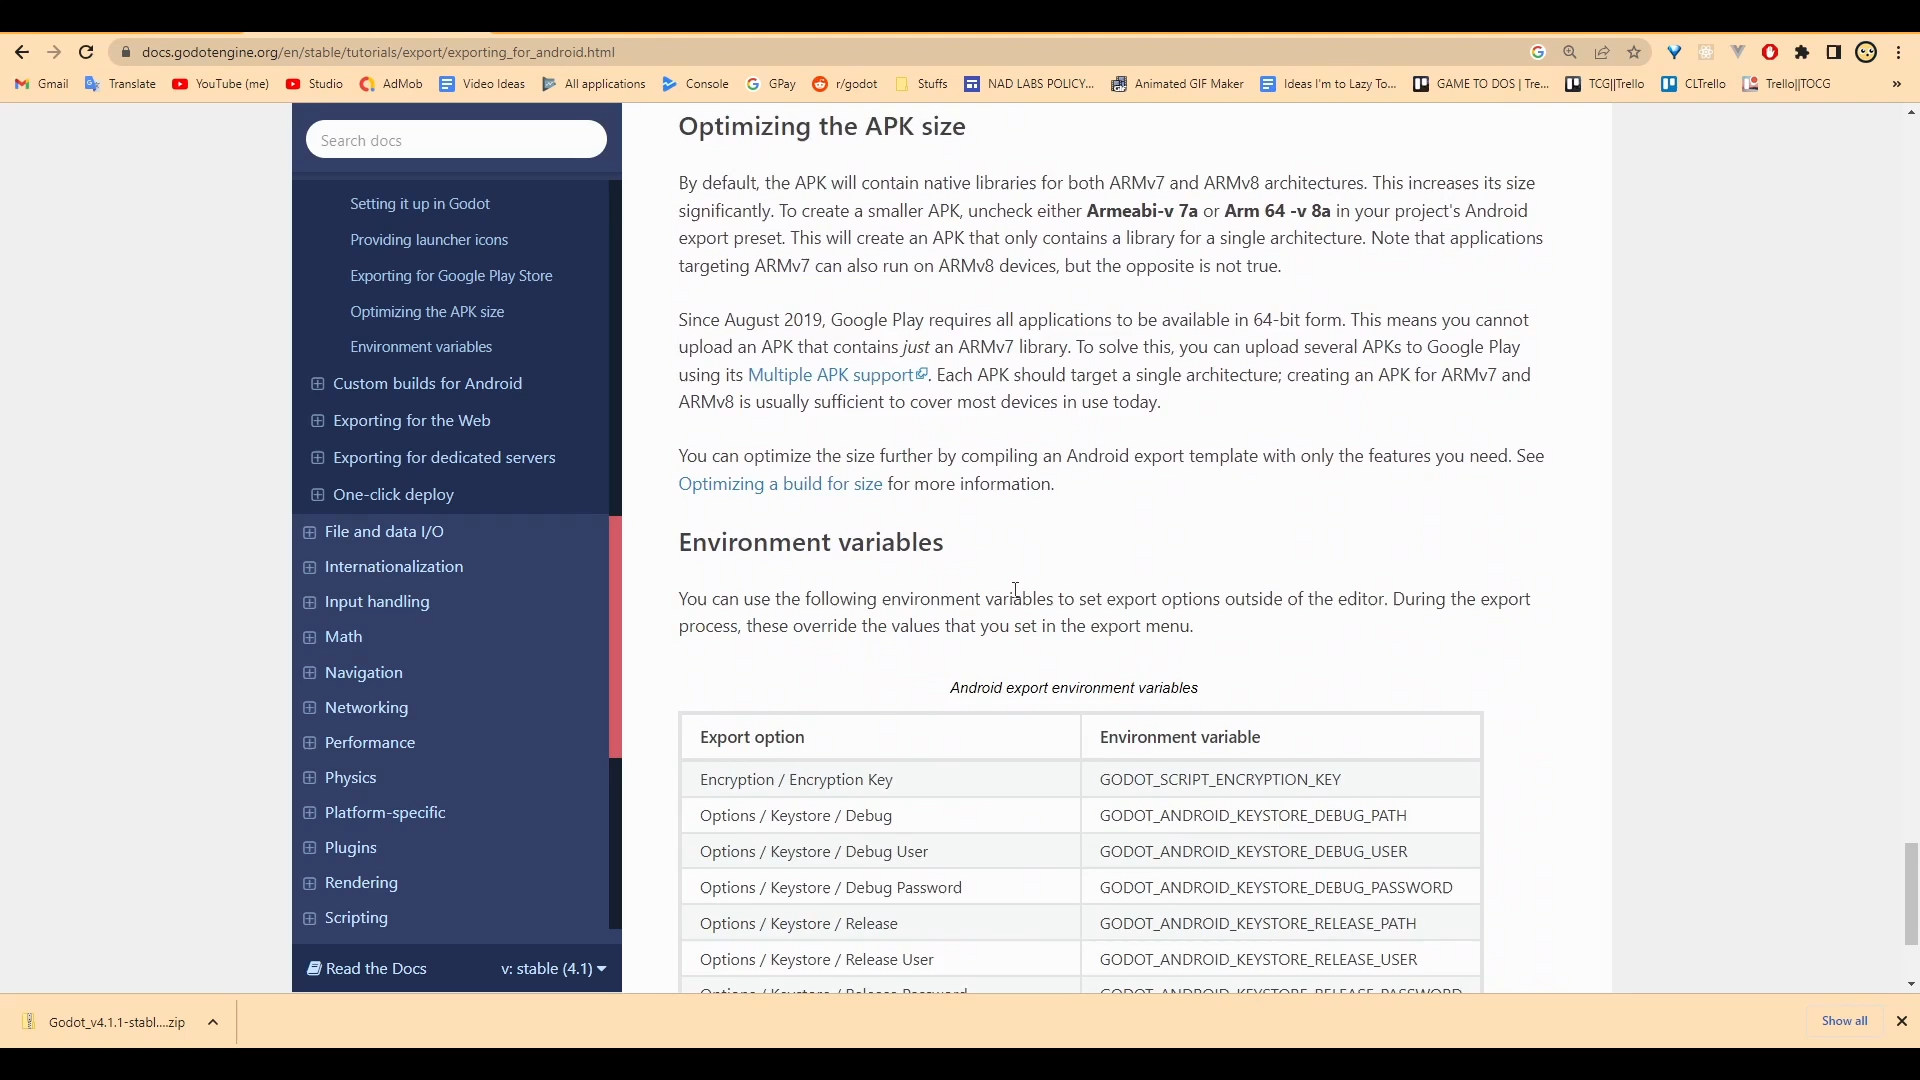 docs.godotengine.org/en/stable/tutorials/export/exporting_for_android.html
Gmail
Translate
YouTube (me)
Studio
AdMob
Video Ideas
All applications
Console
GPay
r/godot
Stuffs
NAD LABS POLICY...
Animated GIF Maker
Ideas I'm to Lazy To...
GAME TO DOS | Tre...
TCG||Trello
CLTrello
Trello||TOCG
»
Search docs
Setting it up in Godot
Providing launcher icons
Exporting for Google Play Store
Optimizing the APK size
Environment variables
Custom builds for Android
Exporting for the Web
Exporting for dedicated servers
One-click deploy
File and data I/O
Internationalization
Input handling
Math
Navigation
Networking
Performance
Physics
Platform-specific
Plugins
Rendering
Scripting
Read the Docs
v: stable (4.1)
Optimizing the APK size
By default, the APK will contain native libraries for both ARMv7 and ARMv8 architectures. This increases its size
significantly. To create a smaller APK, uncheck either Armeabi-v 7a or Arm 64 -v 8a in your project's Android
export preset. This will create an APK that only contains a library for a single architecture. Note that applications
targeting ARMv7 can also run on ARMv8 devices, but the opposite is not true.
Since August 2019, Google Play requires all applications to be available in 64-bit form. This means you cannot
upload an APK that contains just an ARMv7 library. To solve this, you can upload several APKs to Google Play
using its Multiple APK support. Each APK should target a single architecture; creating an APK for ARMv7 and
ARMv8 is usually sufficient to cover most devices in use today.
You can optimize the size further by compiling an Android export template with only the features you need. See
Optimizing a build for size for more information.
Environment variables
You can use the following environment variables to set export options outside of the editor. During the export
process, these override the values that you set in the export menu.
Android export environment variables
Export option
Environment variable
Encryption / Encryption Key
GODOT_SCRIPT_ENCRYPTION_KEY
Options / Keystore / Debug
GODOT_ANDROID_KEYSTORE_DEBUG_PATH
Options / Keystore / Debug User
GODOT_ANDROID_KEYSTORE_DEBUG_USER
Options / Keystore / Debug Password
GODOT_ANDROID_KEYSTORE_DEBUG_PASSWORD
Options / Keystore / Release
GODOT_ANDROID_KEYSTORE_RELEASE_PATH
Options / Keystore / Release User
GODOT_ANDROID_KEYSTORE_RELEASE_USER
Options / Keystore / Release Password
GODOT_ANDROID_KEYSTORE_RELEASE_PASSWORD
Godot_v4.1.1-stabl....zip
Show all